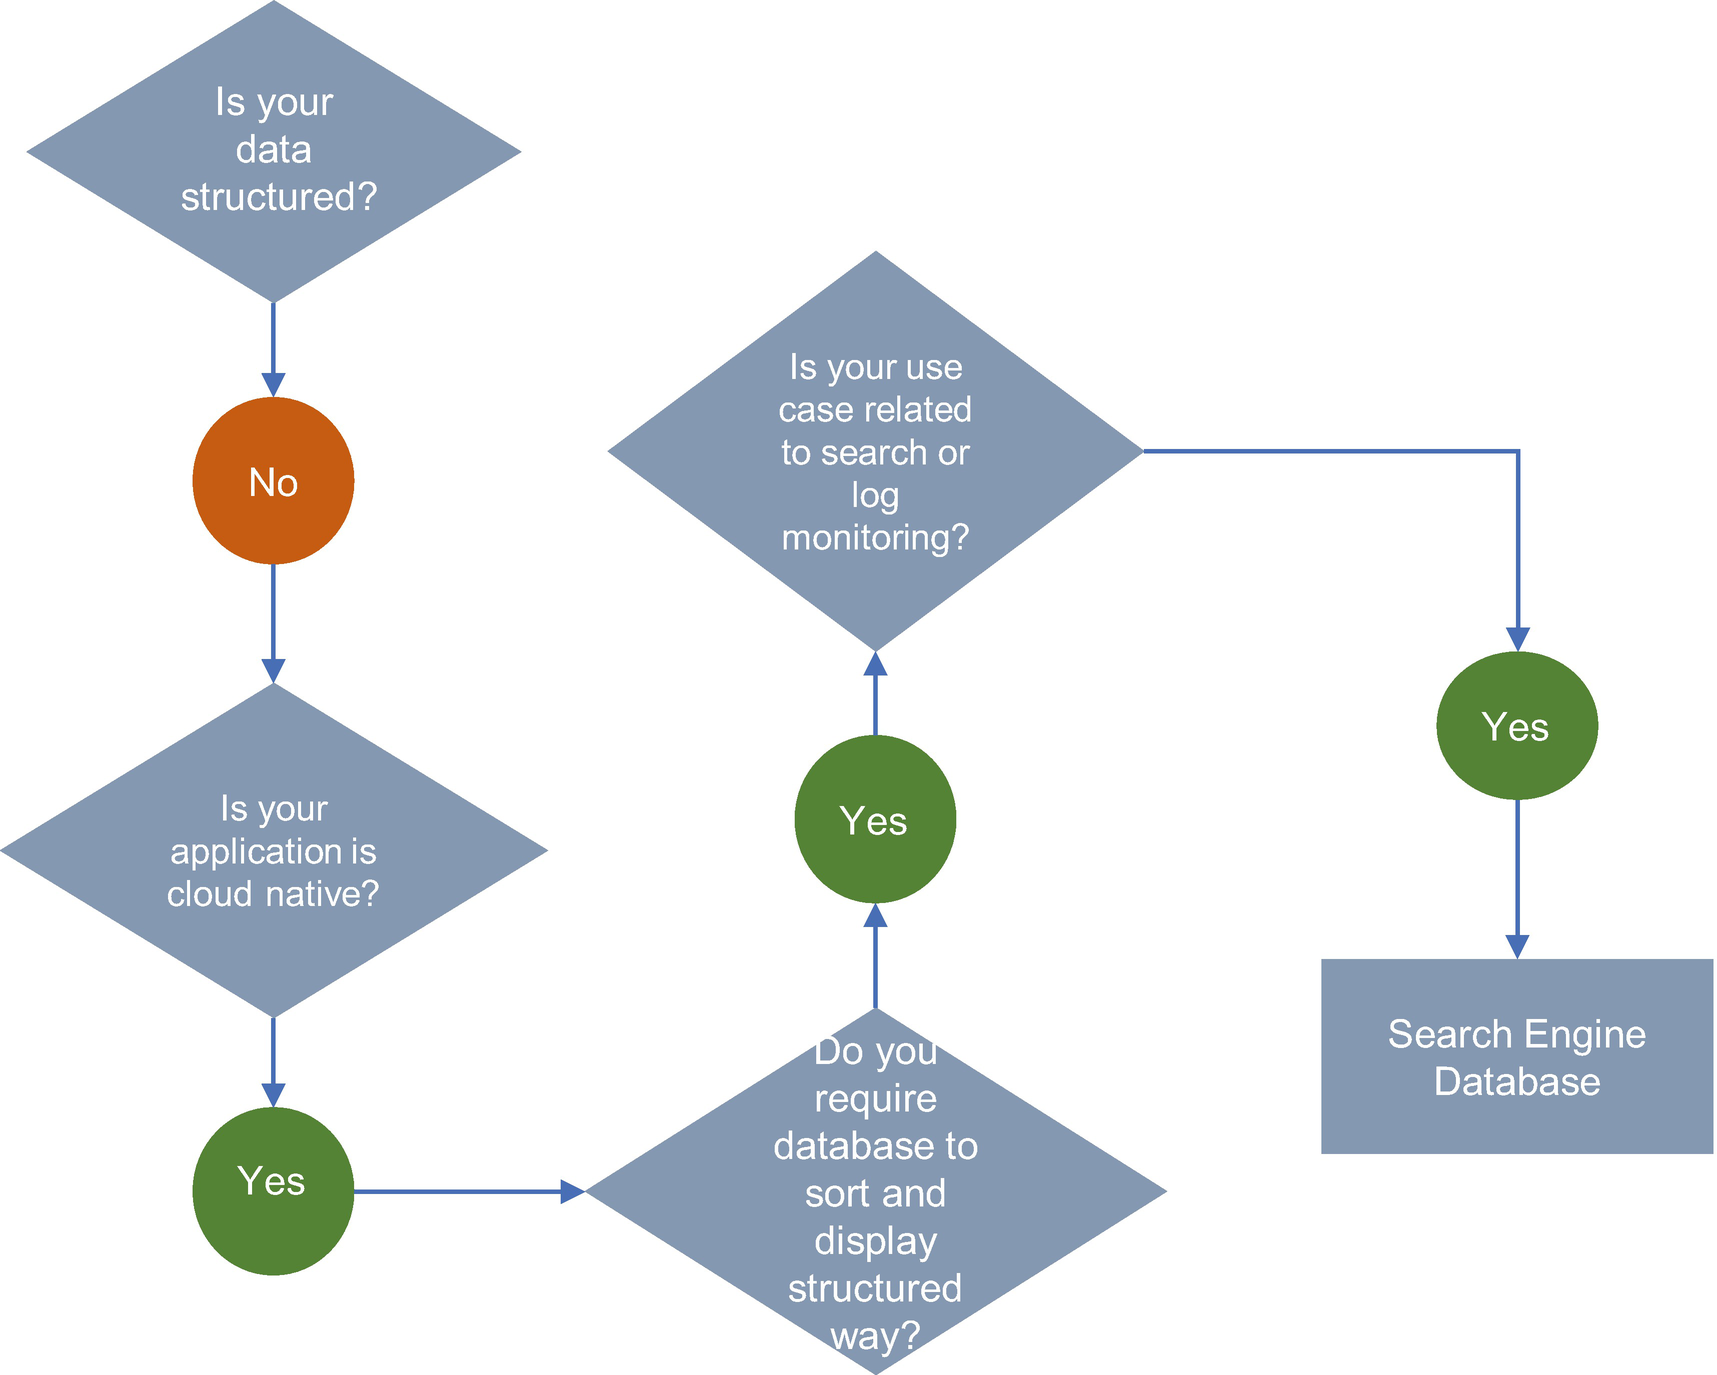 Is your
data
structured?
No
Is your
application is
cloud native?
Yes
Do you
require
database to
sort and
display
structured
way?
Yes
Is your use
case related
to search or
log
monitoring?
Yes
Search Engine
Database